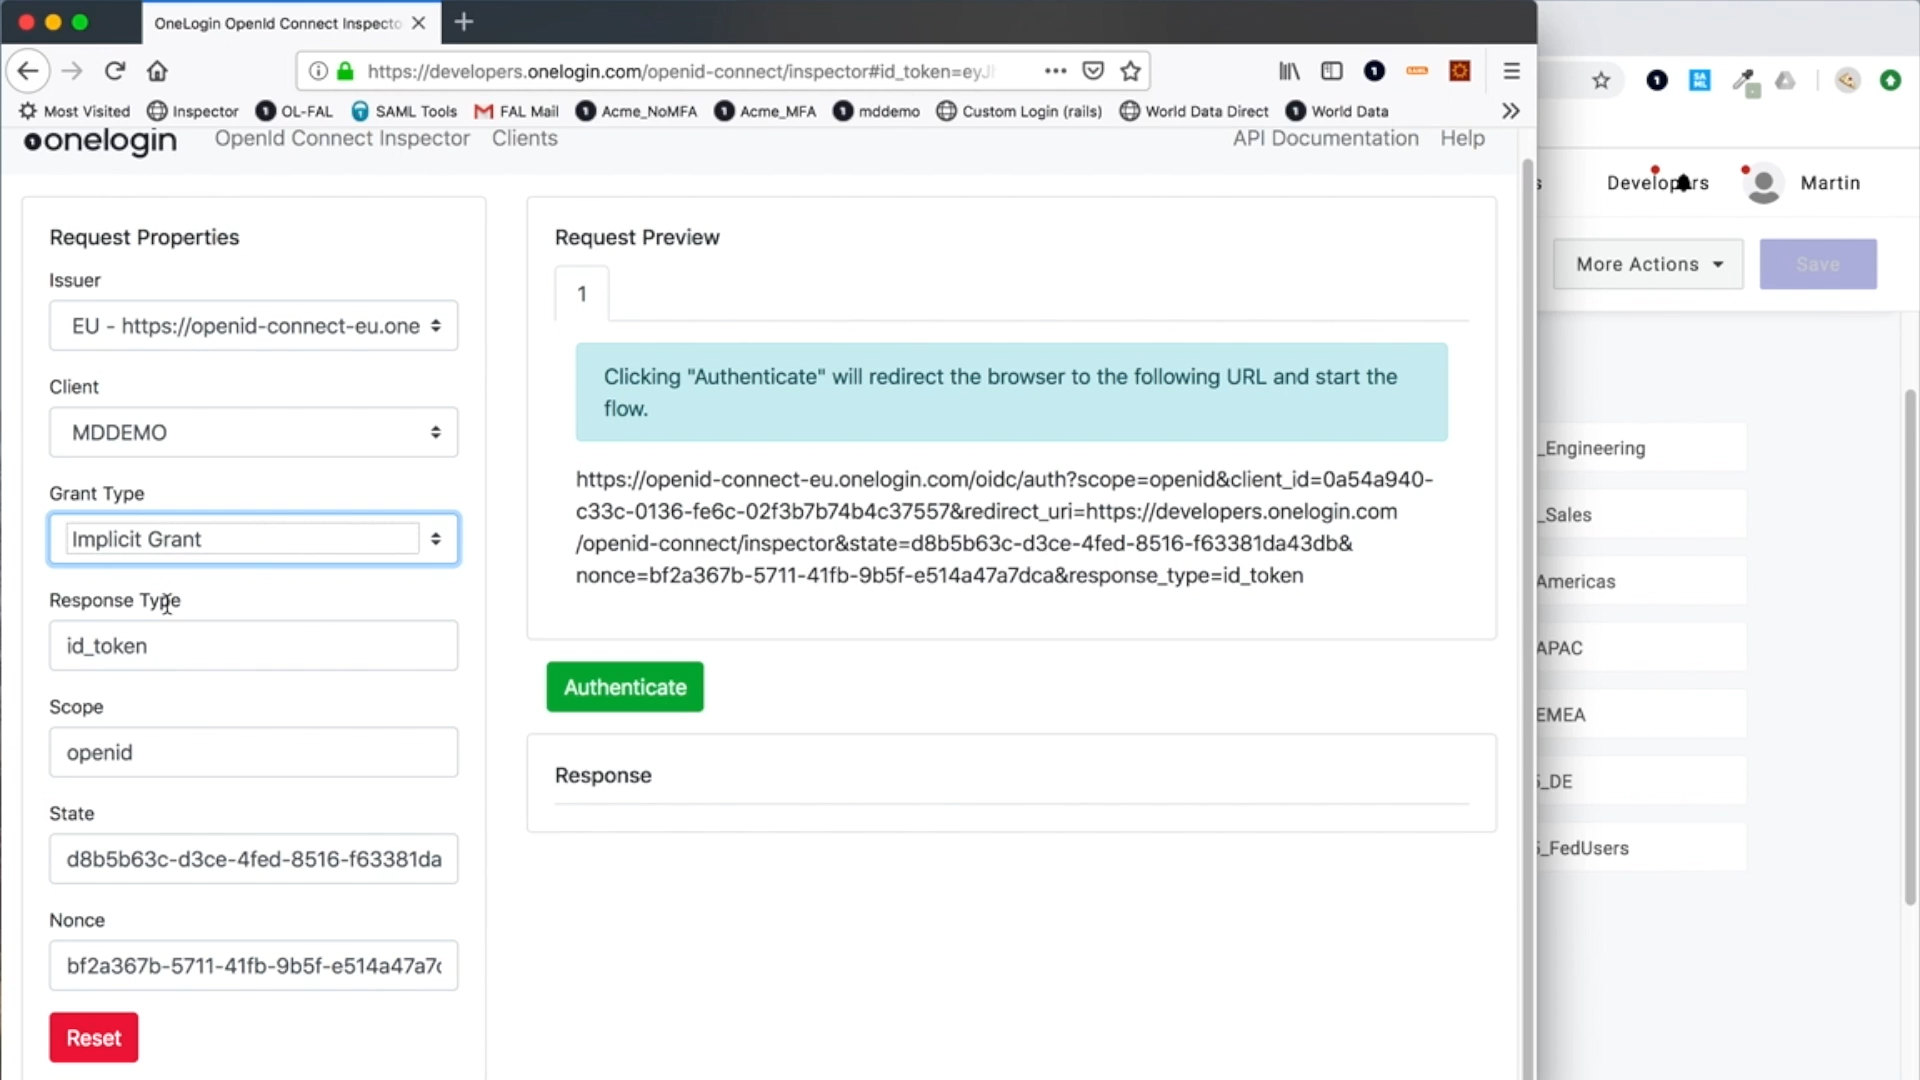 OneLogin OpenId Connect Inspecto
https://developers.onelogin.com/openid-connect/inspector#id_token=eyJ
Most Visited
Inspector
OL-FAL
SAML Tools
FAL Mail
Acme_NoMFA
Acme_MFA
mddemo
Custom Login (rails)
World Data Direct
World Data
onelogin
OpenId Connect Inspector
Clients
API Documentation
Help
Developers
Martin
More Actions
Save
Request Properties
Issuer
EU - https://openid-connect-eu.one
Client
MDDEMO
Grant Type
Implicit Grant
Response Type
id_token
Scope
openid
State
d8b5b63c-d3ce-4fed-8516-f63381da
Nonce
bf2a367b-5711-41fb-9b5f-e514a47a7c
Reset
Request Preview
1
Clicking "Authenticate" will redirect the browser to the following URL and start the
flow.
https://openid-connect-eu.onelogin.com/oidc/auth?scope=openid&client_id=0a54a940-
c33c-0136-fe6c-02f3b7b74b4c37557&redirect_uri=https://developers.onelogin.com
/openid-connect/inspector&state=d8b5b63c-d3ce-4fed-8516-f63381da43db&
nonce=bf2a367b-5711-41fb-9b5f-e514a47a7dca&response_type=id_token
Authenticate
Response
_Engineering
_Sales
Americas
APAC
EMEA
_DE
_FedUsers